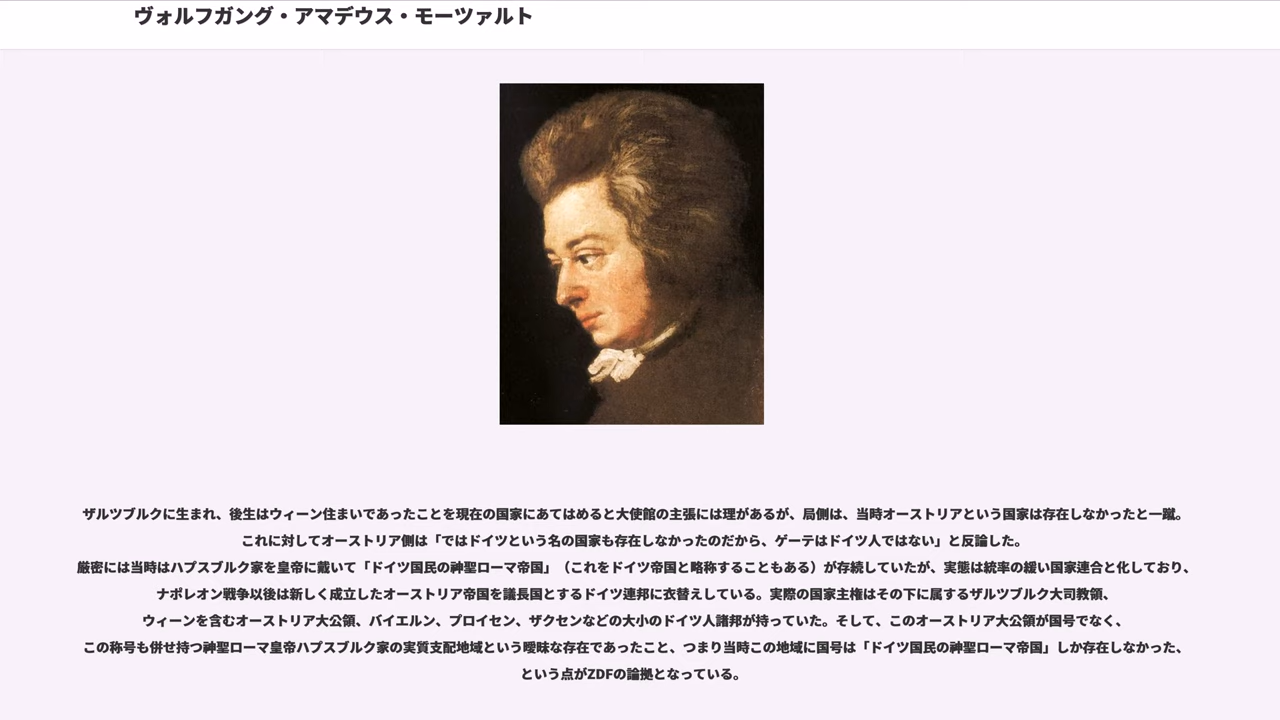 ヴォルフガング・アマデウス・モーツァルト
ザルツブルクに生まれ、後生はウィーン住まいであったことを現在の国家にあてはめると大使館の主張には理があるが、局側は、当時オーストリアという国家は存在しなかったと一蹴。
これに対してオーストリア側は「ではドイツという名の国家も存在しなかったのだから、ゲーテはドイツ人ではない」と反論した。
厳密には当時はハプスブルク家を皇帝に戴いて「ドイツ国民の神聖ローマ帝国」（これをドイツ帝国と略称することもある）が存続していたが、実態は統率の緩い国家連合と化しており、
ナポレオン戦争以後は新しく成立したオーストリア帝国を議長国とするドイツ連邦に衣替えしている。実際の国家主権はその下に属するザルツブルク大司教領、
ウィーンを含むオーストリア大公領、バイエルン、プロイセン、ザクセンなどの大小のドイツ人諸邦が持っていた。そして、このオーストリア大公領が国号でなく、
この称号も併せ持つ神聖ローマ皇帝ハプスブルク家の実質支配地域という曖昧な存在であったこと、つまり当時この地域に国号は「ドイツ国民の神聖ローマ帝国」しか存在しなかった、
という点がZDFの論拠となっている。